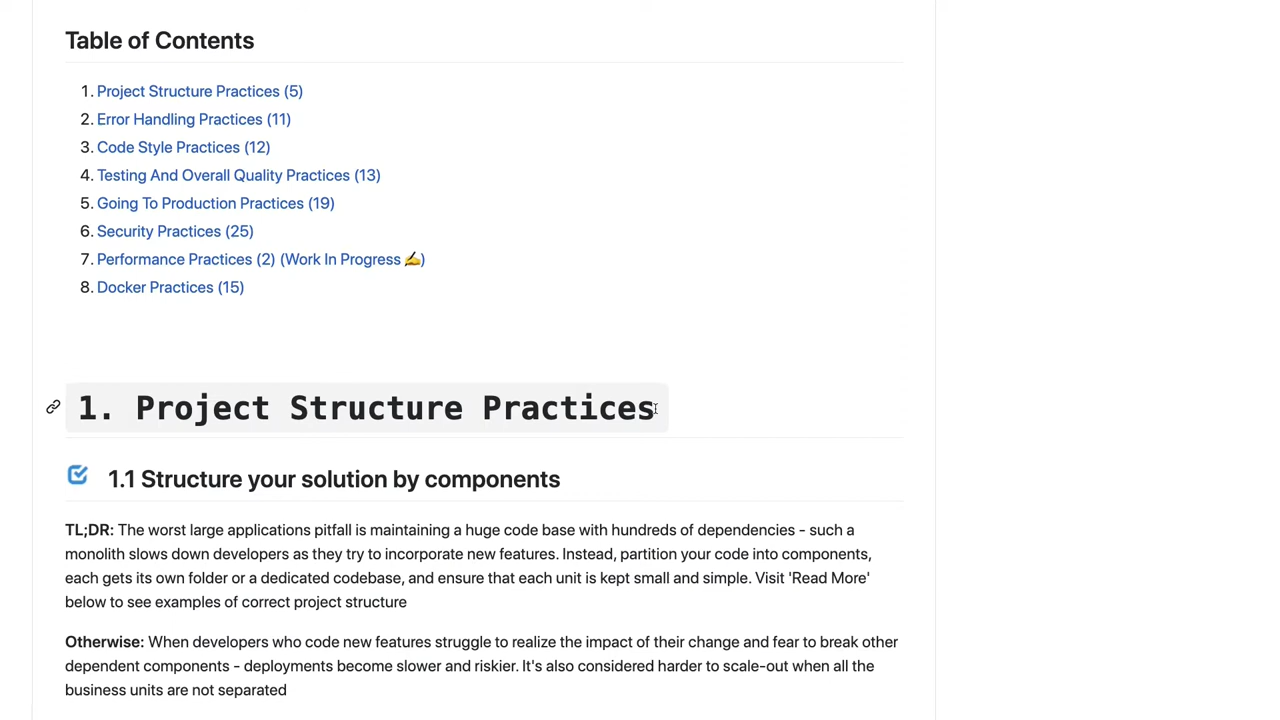 Table of Contents
1. Project Structure Practices (5)
2. Error Handling Practices (11)
3. Code Style Practices (12)
4. Testing And Overall Quality Practices (13)
5. Going To Production Practices (19)
6. Security Practices (25)
7. Performance Practices (2) (Work In Progress ✍️)
8. Docker Practices (15)
1. Project Structure Practices
1.1 Structure your solution by components
TL;DR: The worst large applications pitfall is maintaining a huge code base with hundreds of dependencies - such a
monolith slows down developers as they try to incorporate new features. Instead, partition your code into components,
each gets its own folder or a dedicated codebase, and ensure that each unit is kept small and simple. Visit 'Read More'
below to see examples of correct project structure
Otherwise: When developers who code new features struggle to realize the impact of their change and fear to break other
dependent components - deployments become slower and riskier. It's also considered harder to scale-out when all the
business units are not separated